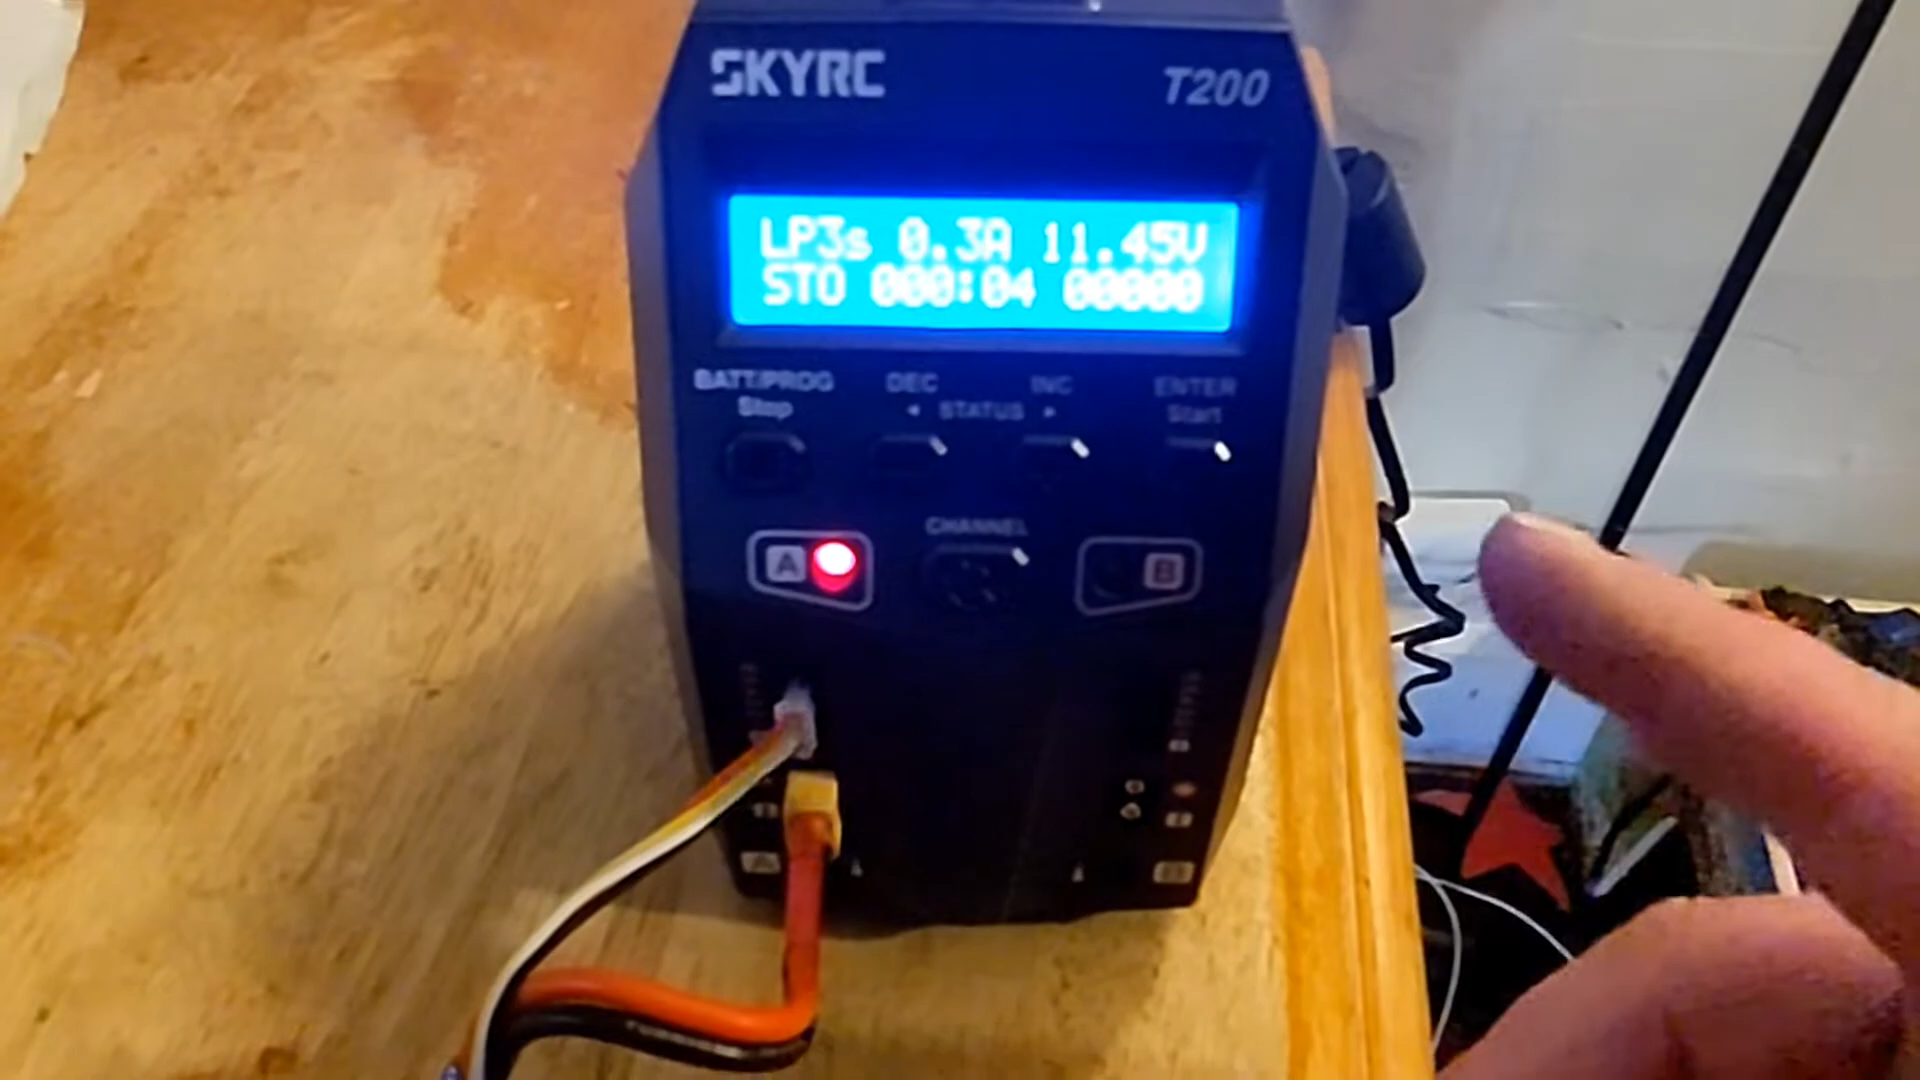 SKYRC T200
LP3s 0.3A 11.45V
STO 000:04 00000
BATT/PROG DEC INC ENTER
Stop ◄ STATUS ► Start
CHANNEL
A B
A B